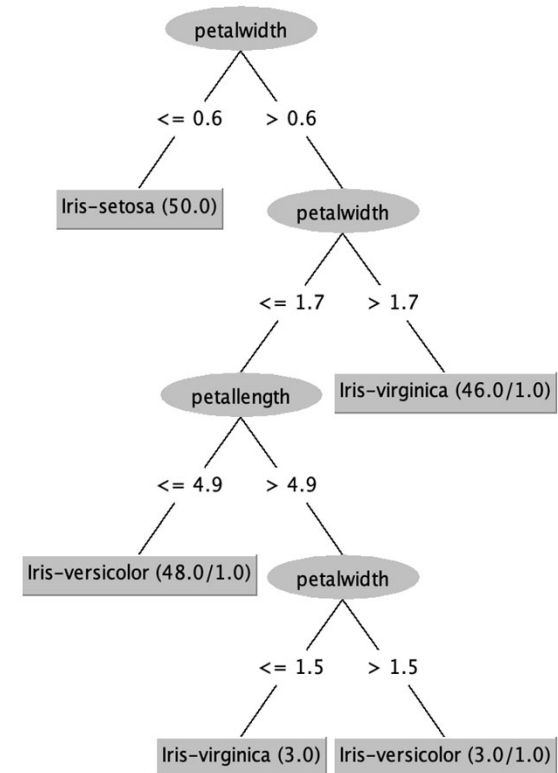 petalwidth
<= 0.6 > 0.6
Iris-setosa (50.0)
petalwidth
<= 1.7 > 1.7
petallength
Iris-virginica (46.0/1.0)
<= 4.9 > 4.9
Iris-versicolor (48.0/1.0)
petalwidth
<= 1.5 > 1.5
Iris-virginica (3.0)
Iris-versicolor (3.0/1.0)